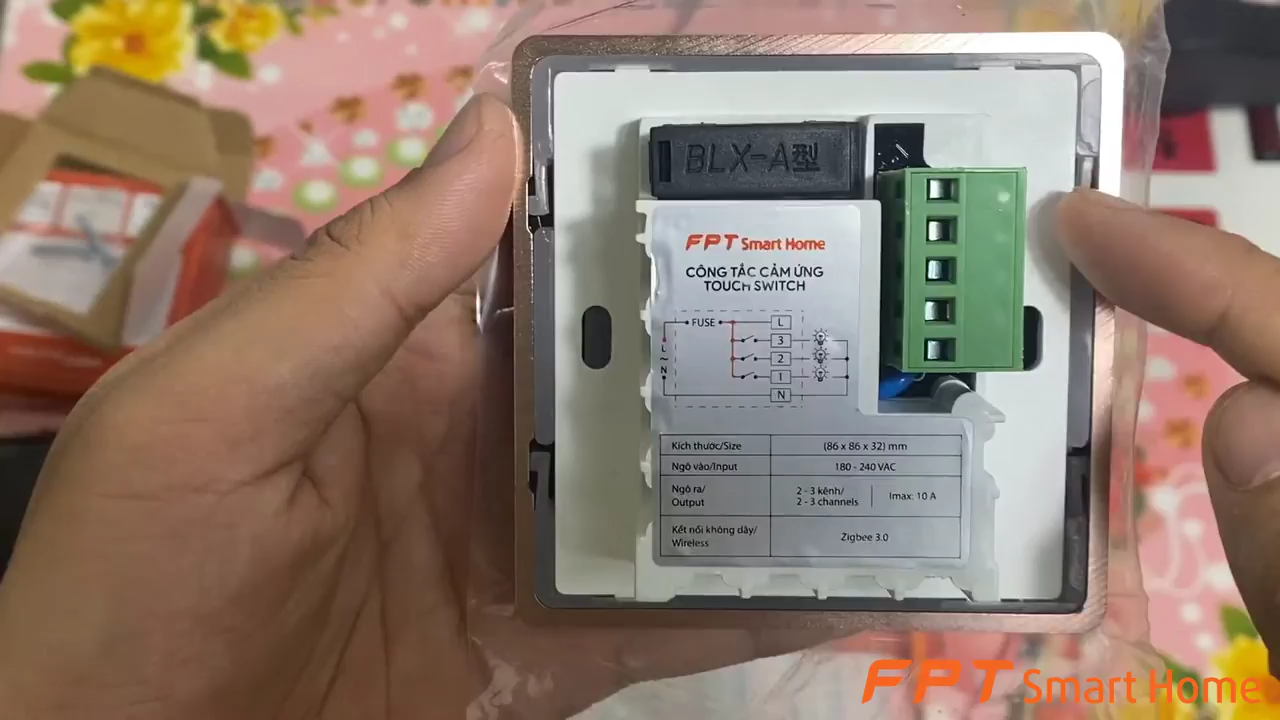 BLX-A型
FPT Smart Home
CÔNG TẮC CẢM ỨNG
TOUCH SWITCH
FUSE
L
3
2
1
N
L
~
N
Kích thước/Size (86 x 86 x 32) mm
Ngõ vào/Input 180 - 240 VAC
Ngõ ra/
Output
2 - 3 kênh/
2 - 3 channels
Imax: 10 A
Kết nối không dây/
Wireless
Zigbee 3.0
FPT Smart Home